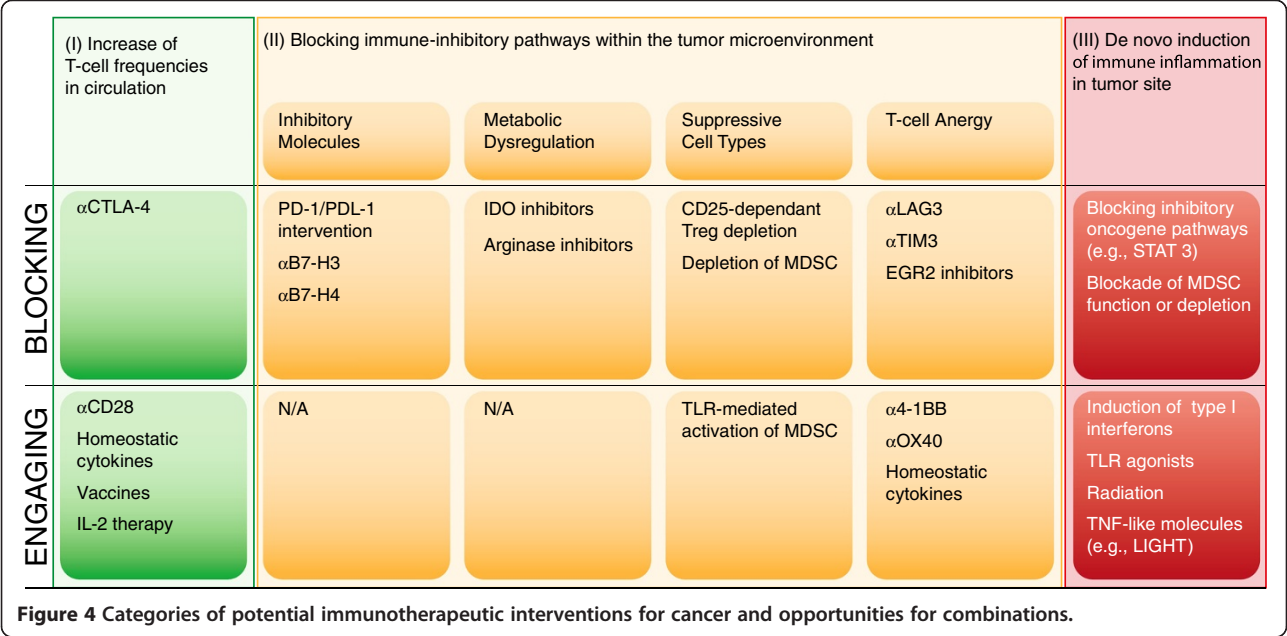 (I) Increase of
T-cell frequencies
in circulation
(II) Blocking immune-inhibitory pathways within the tumor microenvironment
(III) De novo induction
of immune inflammation
in tumor site
Inhibitory
Molecules
Metabolic
Dysregulation
Suppressive
Cell Types
T-cell Anergy
BLOCKING
αCTLA-4
PD-1/PDL-1
intervention
αB7-H3
αB7-H4
IDO inhibitors
Arginase inhibitors
CD25-dependant
Treg depletion
Depletion of MDSC
αLAG3
αTIM3
EGR2 inhibitors
Blocking inhibitory
oncogene pathways
(e.g., STAT 3)
Blockade of MDSC
function or depletion
ENGAGING
αCD28
Homeostatic
cytokines
Vaccines
IL-2 therapy
N/A
N/A
TLR-mediated
activation of MDSC
α4-1BB
αOX40
Homeostatic
cytokines
Induction of type I
interferons
TLR agonists
Radiation
TNF-like molecules
(e.g., LIGHT)
Figure 4 Categories of potential immunotherapeutic interventions for cancer and opportunities for combinations.